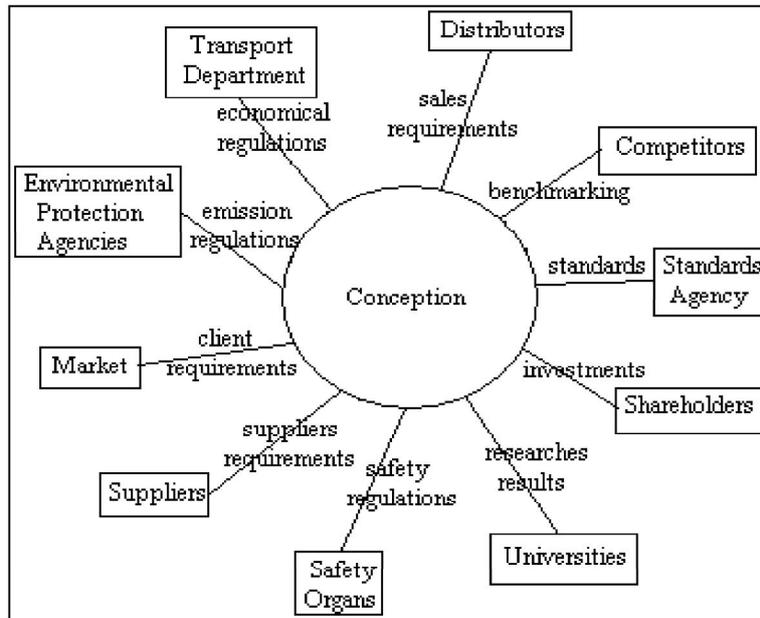 Distributors
Transport
Department
sales
requirements
economical
regulations
Competitors
benchmarking
Environmental
Protection
Agencies
emission
regulations
standards
Standards
Agency
Conception
client
requirements
Market
investments
Shareholders
suppliers
requirements
Suppliers
safety
regulations
researches
results
Safety
Organs
Universities